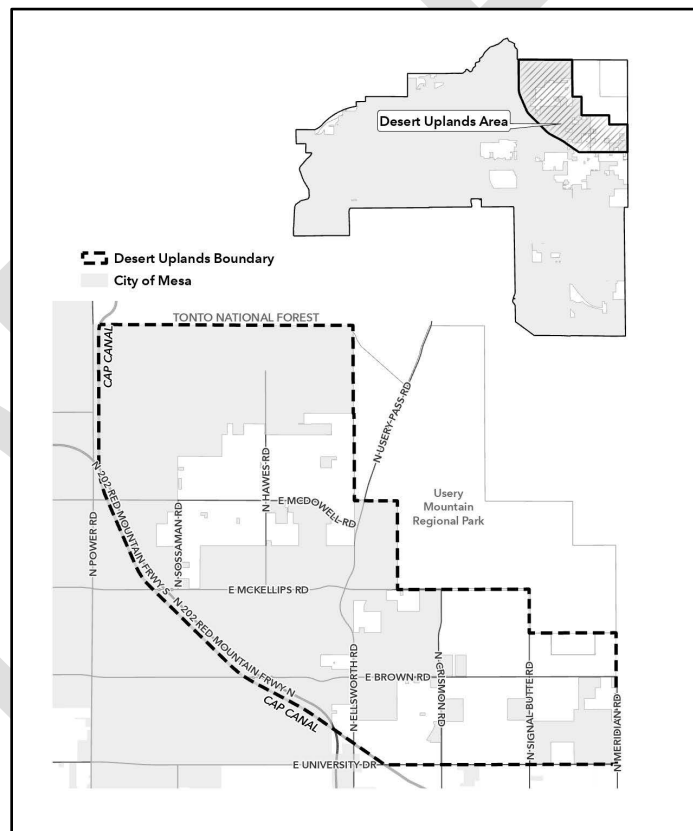 Desert Uplands Area
Desert Uplands Boundary
City of Mesa
TONTO NATIONAL FOREST
CAP CANAL
N USERY PASS RD
N HAWES RD
Usery
Mountain
Regional Park
N POWER RD
N 202 RED MOUNTAIN FRWY S
N SOSSAMAN RD
E MCDOWELL RD
E MCKELLIPS RD
N 202 RED MOUNTAIN FRWY N
N ELLSWORTH RD
E BROWN RD
N CRISMON RD
N SIGNAL BUTTE RD
N MERIDIAN RD
CAP CANAL
E UNIVERSITY DR